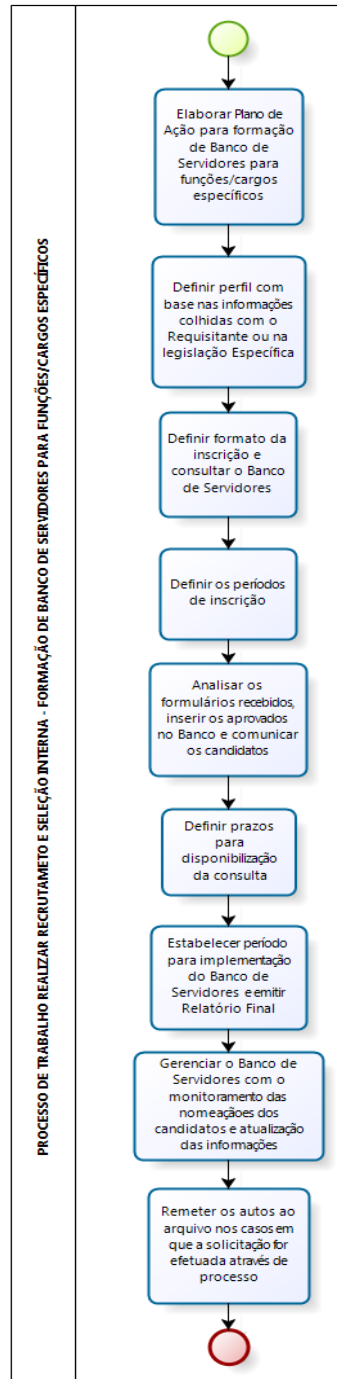 PROCESSO DE TRABALHO REALIZAR RECRUTAMETO E SELEÇÃO INTERNA - FORMAÇÃO DE BANCO DE SERVIDORES PARA FUNÇÕES/CARGOS ESPECÍFICOS
Elaborar Plano de
Ação para formação
de Banco de
Servidores para
funções/cargos
específicos
Definir perfil com
base nas informações
colhidas com o
Requisitante ou na
legislação Específica
Definir formato da
inscrição e
consultar o Banco
de Servidores
Definir os períodos
de inscrição
Analisar os
formulários recebidos,
inserir os aprovados
no Banco e comunicar
os candidatos
Definir prazos
para
disponibilização
da consulta
Estabelecer período
para implementação
do Banco de
Servidores e emitir
Relatório Final
Gerenciar o Banco de
Servidores com o
monitoramento das
nomeaçãoes dos
candidatos e atualização
das informações
Remeter os autos ao
arquivo nos casos em
que a solicitação for
efetuada através de
processo